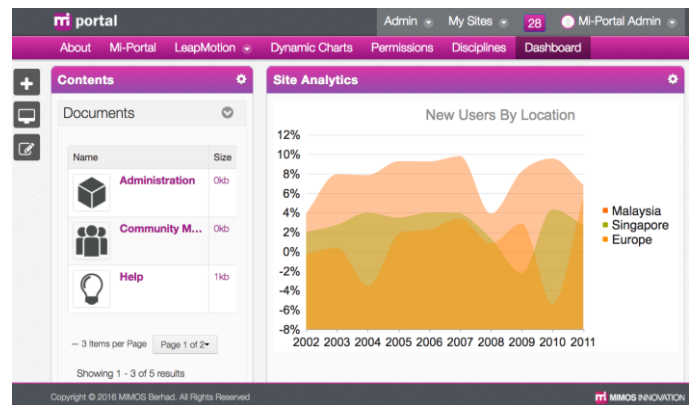 mi portal
Admin My Sites 28 Mi-Portal Admin
About Mi-Portal LeapMotion Dynamic Charts Permissions Disciplines Dashboard
Contents
Documents
Name Size
Administration 0kb
Community M... 0kb
Help 1kb
— 3 Items per Page Page 1 of 2
Showing 1 - 3 of 5 results
Site Analytics
New Users By Location
12%
10%
8%
6%
4%
2%
0%
-2%
-4%
-6%
-8%
2002 2003 2004 2005 2006 2007 2008 2009 2010 2011
Malaysia
Singapore
Europe
Copyright © 2016 MIMOS Berhad. All Rights Reserved
mi MIMOS INNOVATION